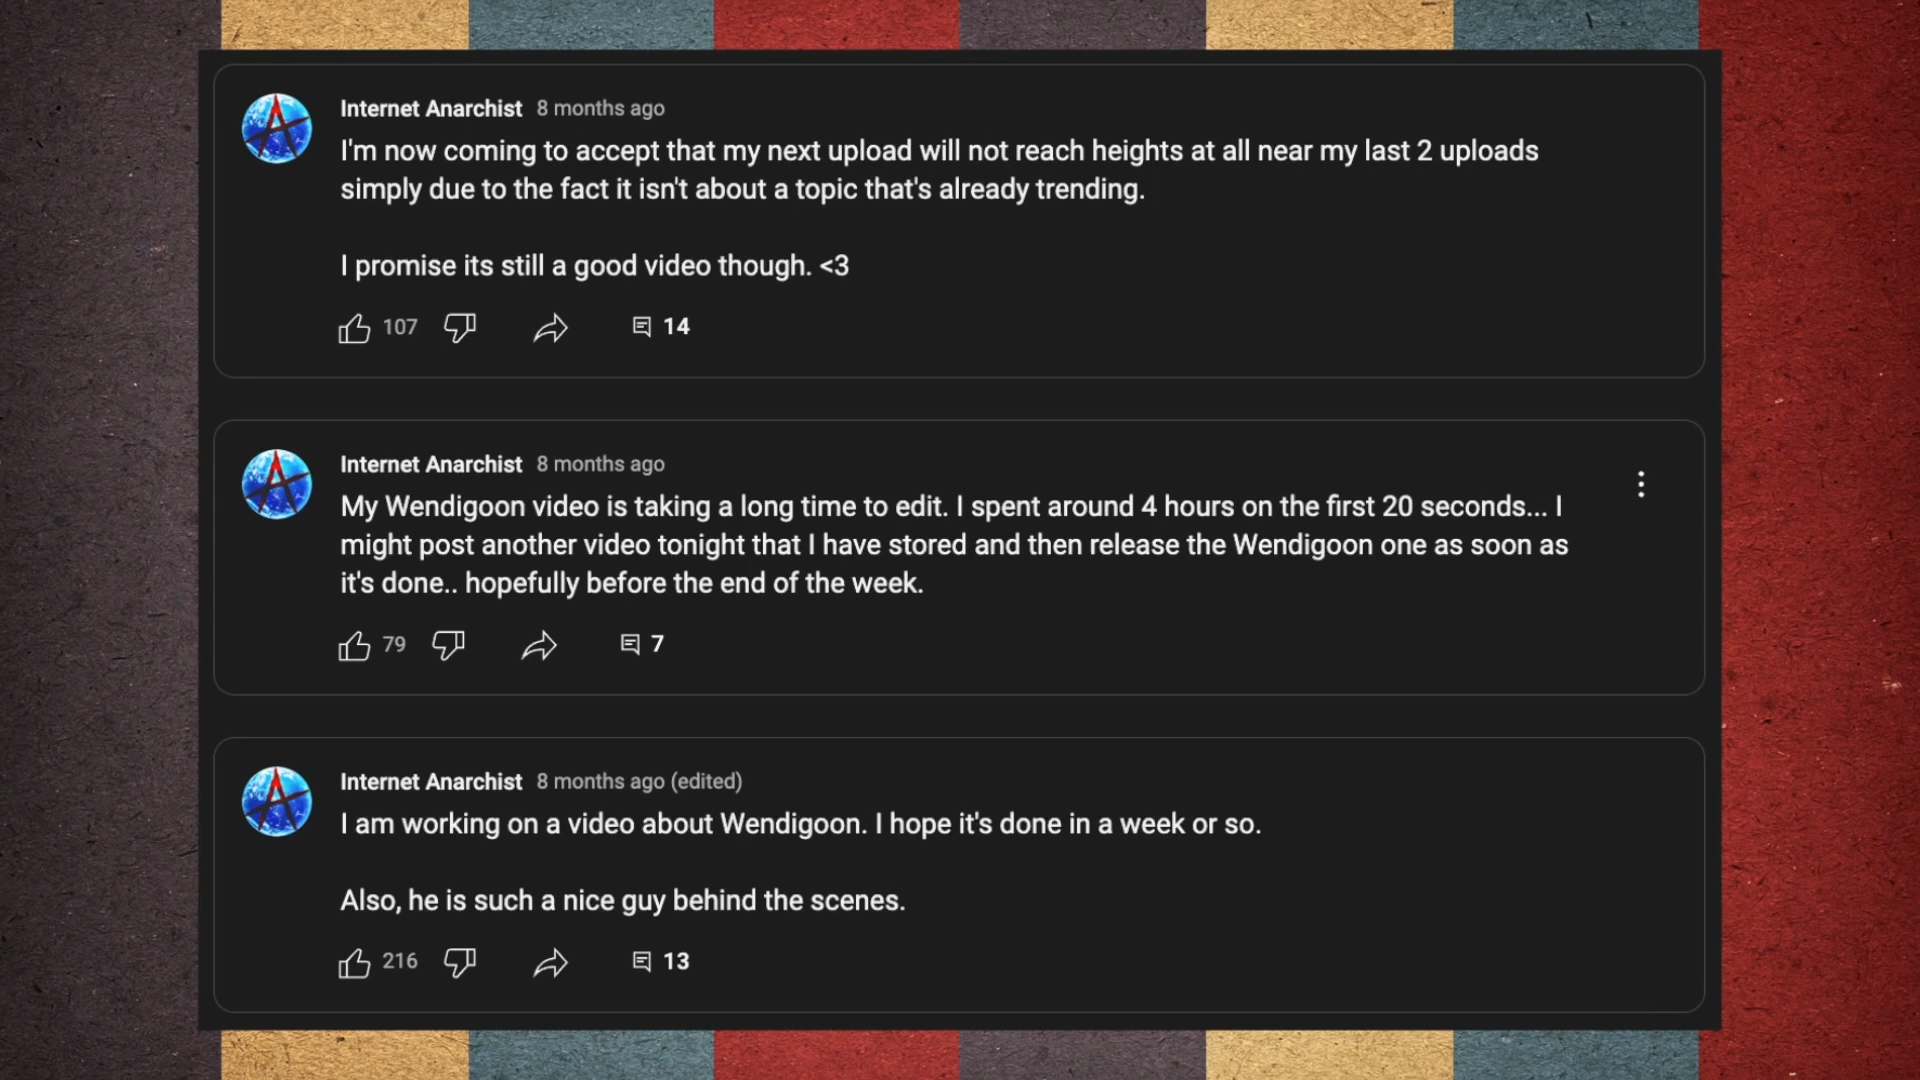 Internet Anarchist 8 months ago
I'm now coming to accept that my next upload will not reach heights at all near my last 2 uploads
simply due to the fact it isn't about a topic that's already trending.
I promise its still a good video though. <3
107 14
Internet Anarchist 8 months ago
My Wendigoon video is taking a long time to edit. I spent around 4 hours on the first 20 seconds... I
might post another video tonight that I have stored and then release the Wendigoon one as soon as
it's done.. hopefully before the end of the week.
79 7
Internet Anarchist 8 months ago (edited)
I am working on a video about Wendigoon. I hope it's done in a week or so.
Also, he is such a nice guy behind the scenes.
216 13